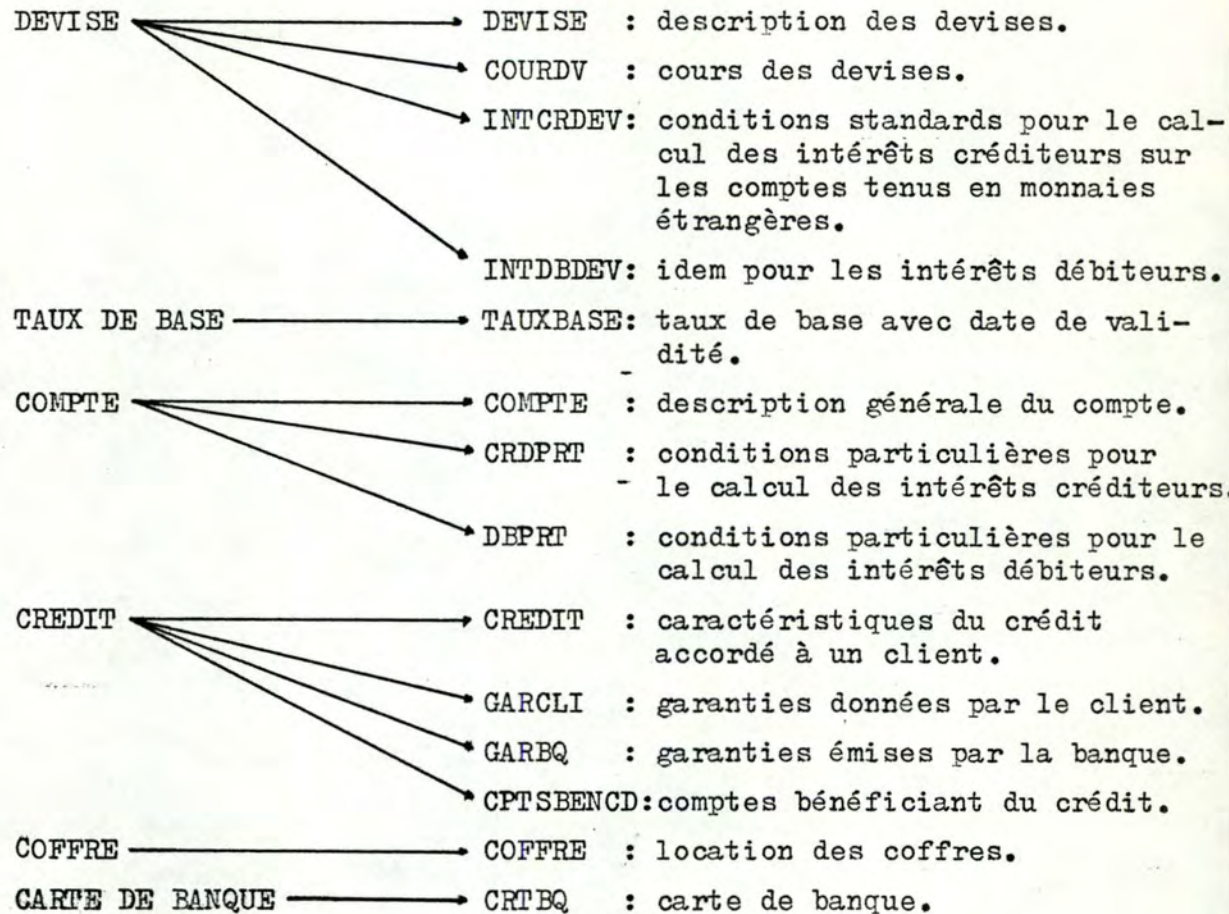 DEVISE DEVISE : description des devises.
COURDV : cours des devises.
INTCRDEV: conditions standards pour le cal-
cul des intérêts créditeurs sur
les comptes tenus en monnaies
étrangères.
INTDBDEV: idem pour les intérêts débiteurs.
TAUX DE BASE TAUXBASE: taux de base avec date de vali-
dité.
COMPTE COMPTE : description générale du compte.
CRDPRT : conditions particulières pour
le calcul des intérêts créditeurs.
DBPRT : conditions particulières pour le
calcul des intérêts débiteurs.
CREDIT CREDIT : caractéristiques du crédit
accordé à un client.
GARCLI : garanties données par le client.
GARBQ : garanties émises par la banque.
CPTSBENCD:comptes bénéficiant du crédit.
COFFRE COFFRE : location des coffres.
CARTE DE BANQUE CRTBQ : carte de banque.